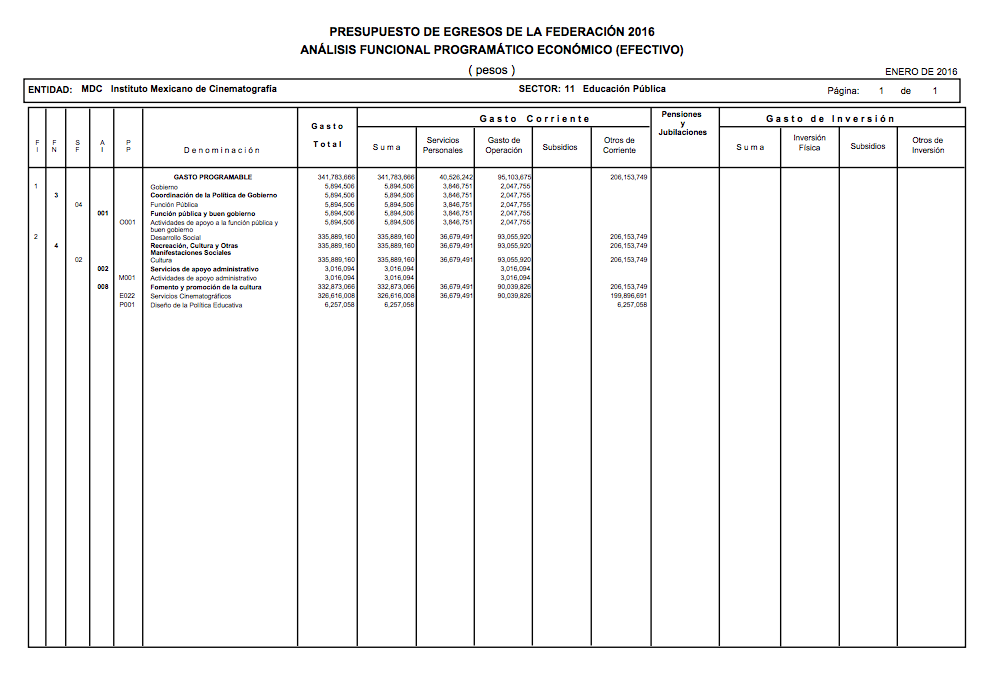 PRESUPUESTO DE EGRESOS DE LA FEDERACIÓN 2016
ANÁLISIS FUNCIONAL PROGRAMÁTICO ECONÓMICO (EFECTIVO)
( pesos )
ENERO DE 2016
ENTIDAD: MDC Instituto Mexicano de Cinematografía SECTOR: 11 Educación Pública Página: 1 de 1
F I F N S F A I P P Denominación Gasto Total Gasto Corriente Pensiones y Jubilaciones Gasto de Inversión
Suma Servicios Personales Gasto de Operación Subsidios Otros de Corriente Suma Inversión Física Subsidios Otros de Inversión
GASTO PROGRAMABLE 341,783,666 341,783,666 40,526,242 95,103,675 206,153,749
1 Gobierno 5,894,506 5,894,506 3,846,751 2,047,755
3 Coordinación de la Política de Gobierno 5,894,506 5,894,506 3,846,751 2,047,755
04 Función Pública 5,894,506 5,894,506 3,846,751 2,047,755
001 Función pública y buen gobierno 5,894,506 5,894,506 3,846,751 2,047,755
O001 Actividades de apoyo a la función pública y 5,894,506 5,894,506 3,846,751 2,047,755
buen gobierno
2 Desarrollo Social 335,889,160 335,889,160 36,679,491 93,055,920 206,153,749
4 Recreación, Cultura y Otras 335,889,160 335,889,160 36,679,491 93,055,920 206,153,749
Manifestaciones Sociales
02 Cultura 335,889,160 335,889,160 36,679,491 93,055,920 206,153,749
002 Servicios de apoyo administrativo 3,016,094 3,016,094 3,016,094
M001 Actividades de apoyo administrativo 3,016,094 3,016,094 3,016,094
008 Fomento y promoción de la cultura 332,873,066 332,873,066 36,679,491 90,039,826 206,153,749
E022 Servicios Cinematográficos 326,616,008 326,616,008 36,679,491 90,039,826 199,896,691
P001 Diseño de la Política Educativa 6,257,058 6,257,058 6,257,058